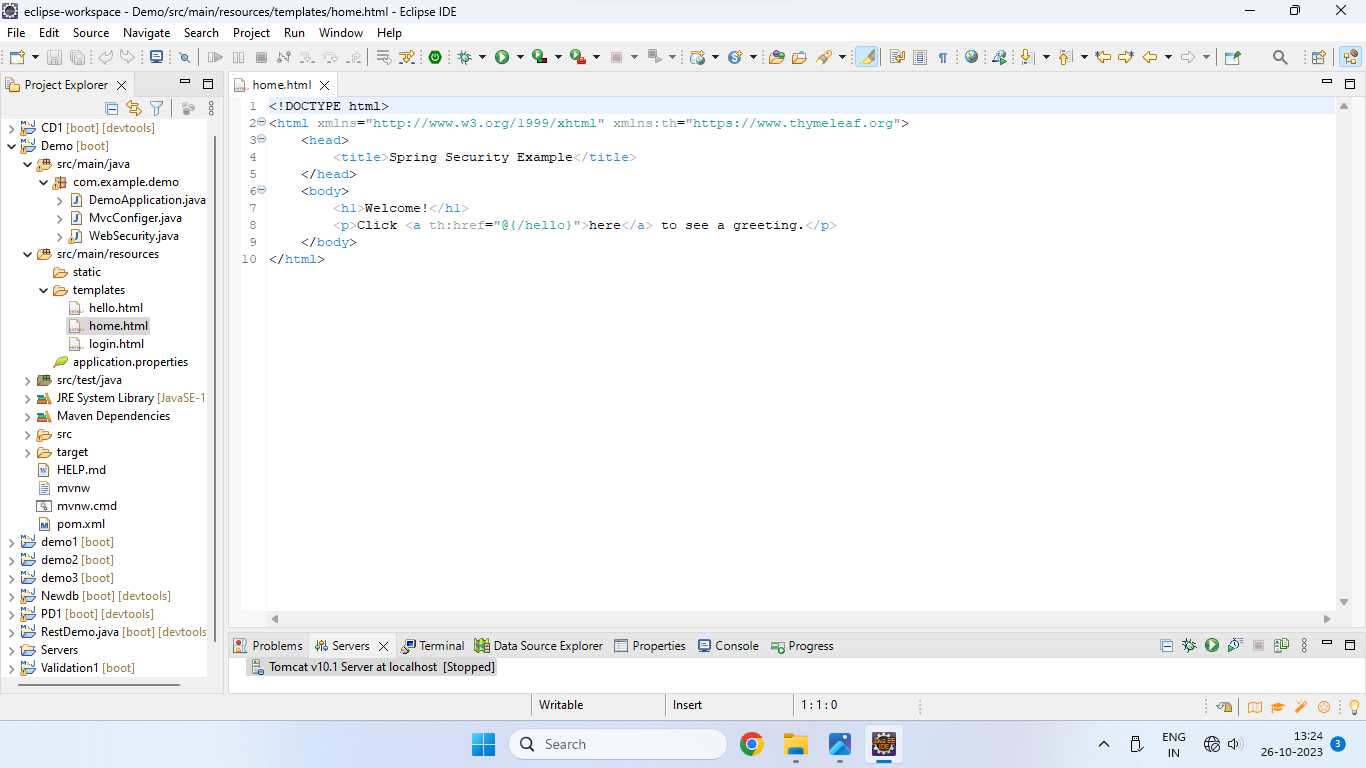 eclipse-workspace - Demo/src/main/resources/templates/home.html - Eclipse IDE
File Edit Source Navigate Search Project Run Window Help
Project Explorer
CD1 [boot] [devtools]
Demo [boot]
src/main/java
com.example.demo
DemoApplication.java
MvcConfiger.java
WebSecurity.java
src/main/resources
static
templates
hello.html
home.html
login.html
application.properties
src/test/java
JRE System Library [JavaSE-1
Maven Dependencies
src
target
HELP.md
mvnw
mvnw.cmd
pom.xml
demo1 [boot]
demo2 [boot]
demo3 [boot]
Newdb [boot] [devtools]
PD1 [boot] [devtools]
RestDemo.java [boot] [devtools
Servers
Validation1 [boot]
home.html
1 <!DOCTYPE html>
2 <html xmlns="http://www.w3.org/1999/xhtml" xmlns:th="https://www.thymeleaf.org">
3 <head>
4 <title>Spring Security Example</title>
5 </head>
6 <body>
7 <h1>Welcome!</h1>
8 <p>Click <a th:href="@{/hello}">here</a> to see a greeting.</p>
9 </body>
10 </html>
Problems Servers Terminal Data Source Explorer Properties Console Progress
Tomcat v10.1 Server at localhost [Stopped]
Writable Insert 1 : 1 : 0
Search
ENG
IN
13:24
26-10-2023
3